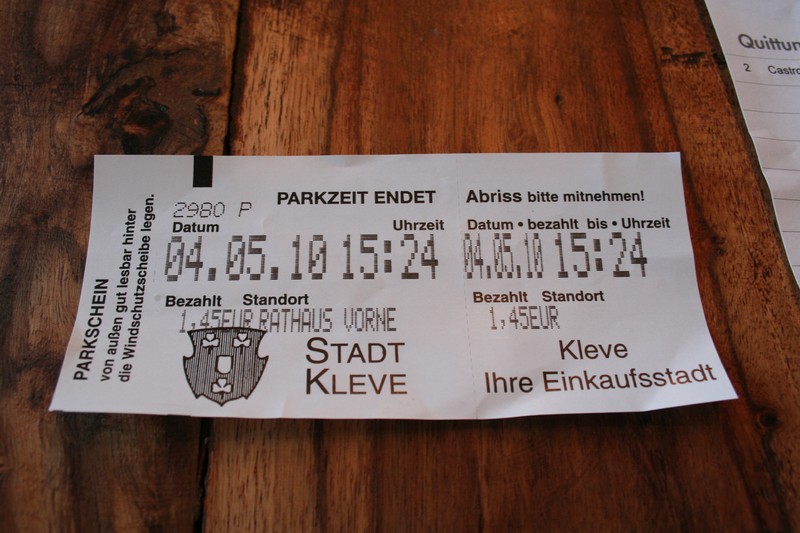 PARKSCHEIN
von außen gut lesbar hinter
die Windschutzscheibe legen.
2980 P
PARKZEIT ENDET
Datum Uhrzeit
04.05.10 15:24
Bezahlt Standort
1,45EUR RATHAUS VORNE
STADT
KLEVE
Abriss bitte mitnehmen!
Datum • bezahlt bis • Uhrzeit
04.05.10 15:24
Bezahlt Standort
1,45EUR
Kleve
Ihre Einkaufsstadt
Quittun
2 Castro